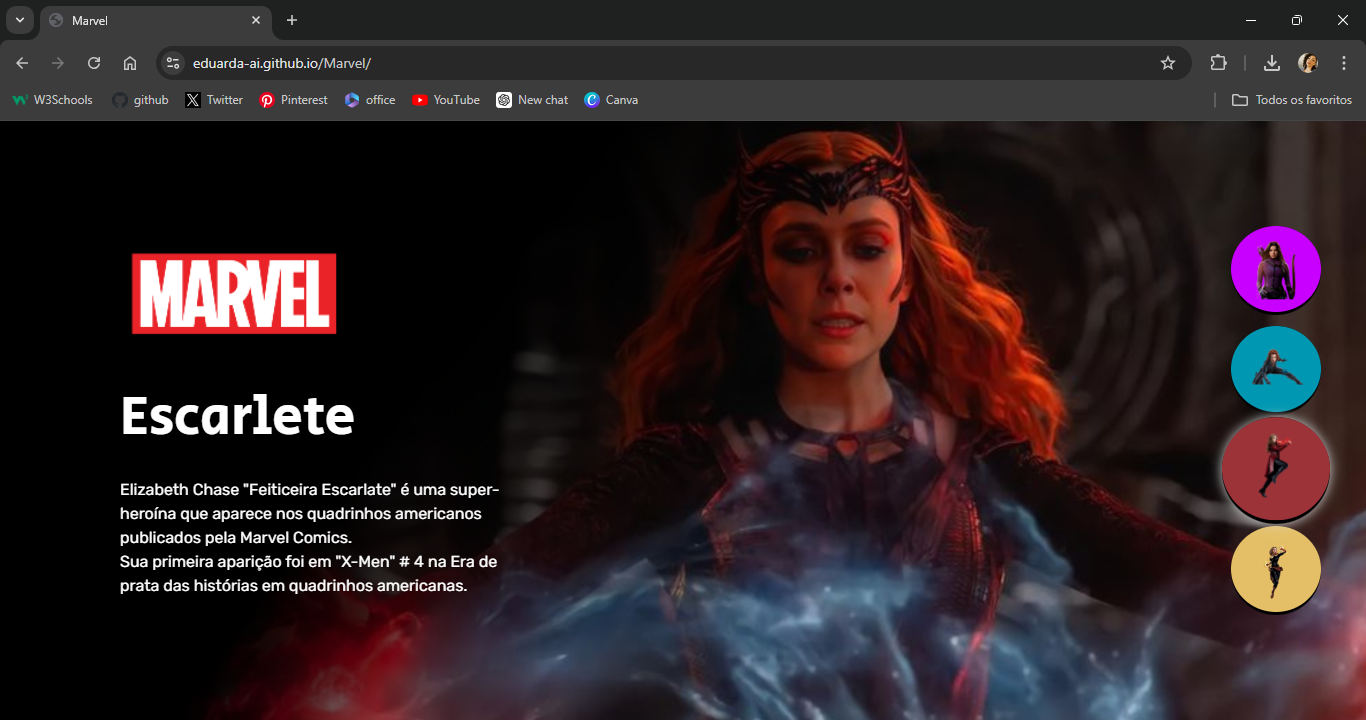 Marvel
eduarda-ai.github.io/Marvel/
W3Schools github Twitter Pinterest office YouTube New chat Canva Todos os favoritos
MARVEL
Escarlete
Elizabeth Chase "Feiticeira Escarlate" é uma super-
heroína que aparece nos quadrinhos americanos
publicados pela Marvel Comics.
Sua primeira aparição foi em "X-Men" # 4 na Era de
prata das histórias em quadrinhos americanas.